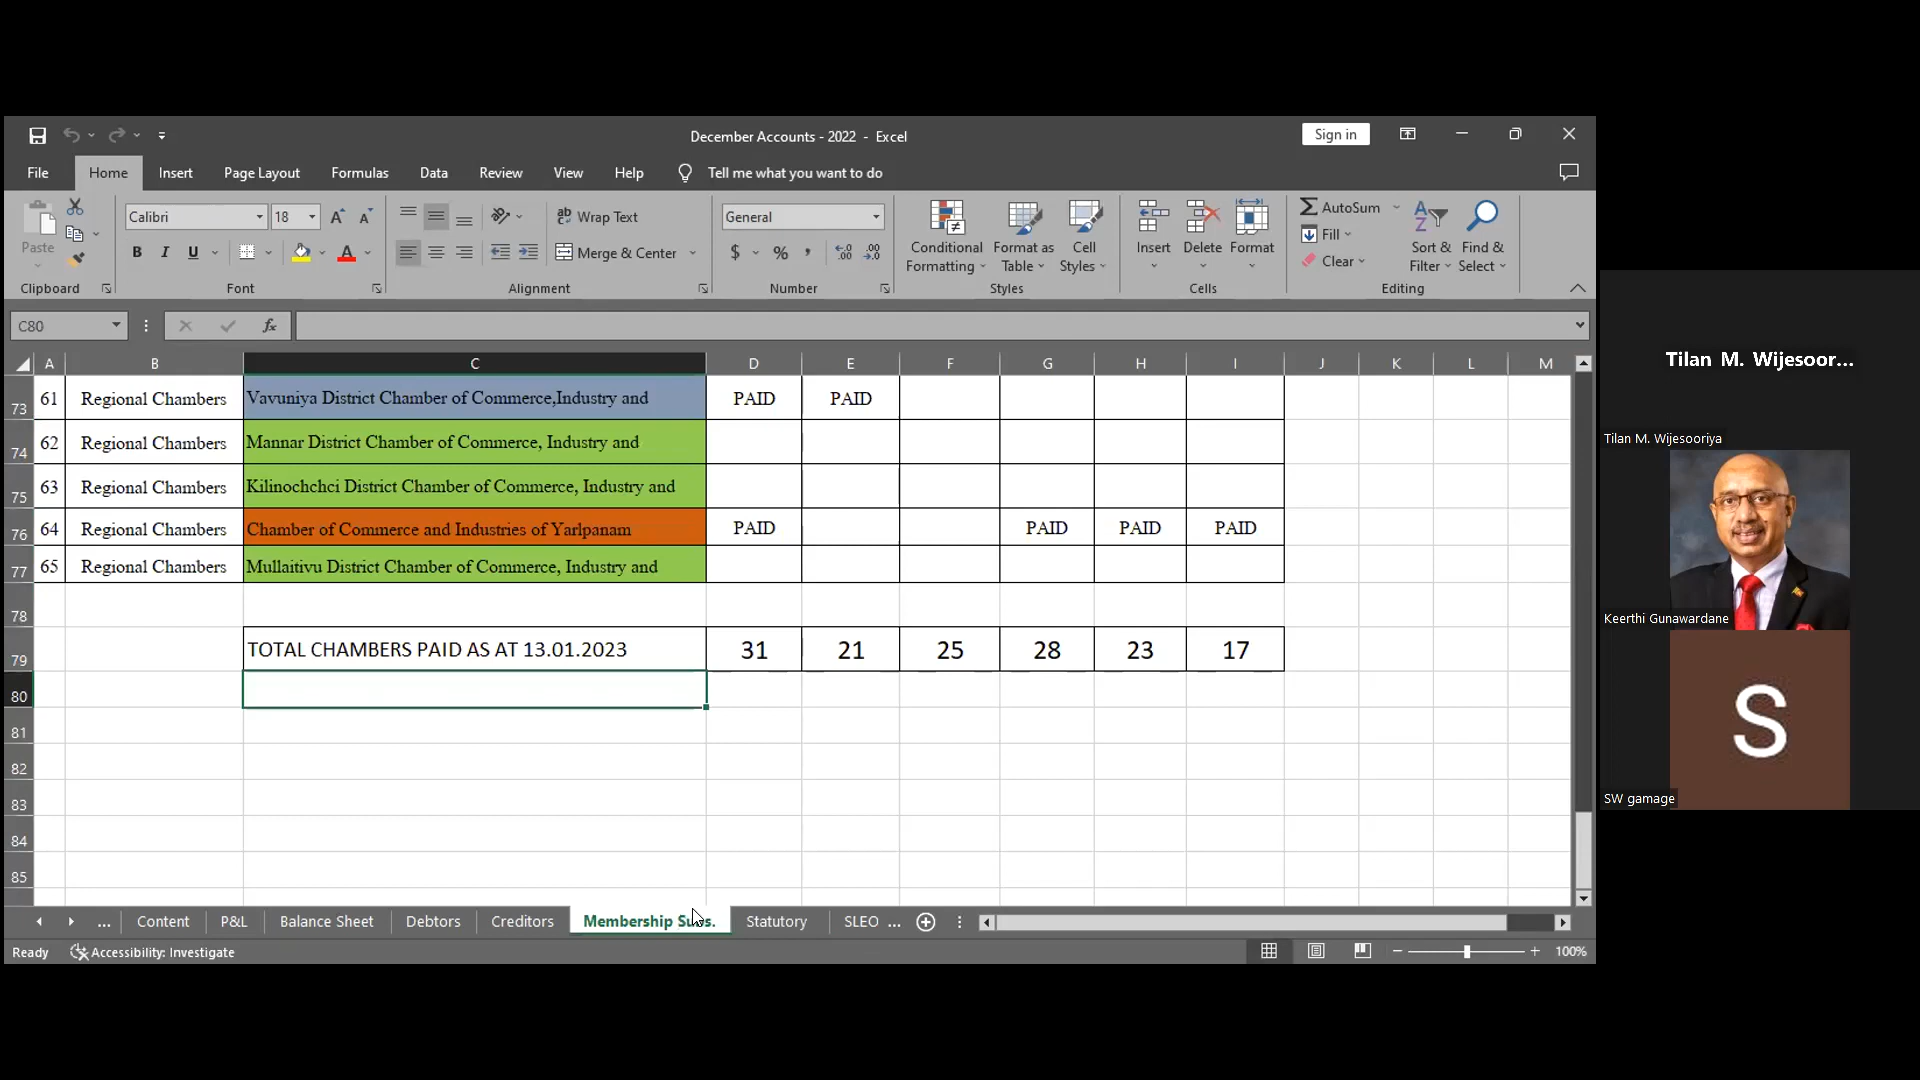 December Accounts - 2022 - Excel
Sign in
File Home Insert Page Layout Formulas Data Review View Help Tell me what you want to do
Paste
Clipboard
Calibri 18
B I U
Font
Wrap Text
Merge & Center
Alignment
General
$ % ,
Number
Conditional Formatting
Format as Table
Cell Styles
Styles
Insert Delete Format
Cells
AutoSum
Fill
Clear
Sort & Filter
Find & Select
Editing
C80 fx
A B C D E F G H I J K L M
73 61 Regional Chambers Vavuniya District Chamber of Commerce,Industry and PAID PAID
74 62 Regional Chambers Mannar District Chamber of Commerce, Industry and
75 63 Regional Chambers Kilinochchci District Chamber of Commerce, Industry and
76 64 Regional Chambers Chamber of Commerce and Industries of Yarlpanam PAID PAID PAID PAID
77 65 Regional Chambers Mullaitivu District Chamber of Commerce, Industry and
78
79 TOTAL CHAMBERS PAID AS AT 13.01.2023 31 21 25 28 23 17
80
81
82
83
84
85
... Content P&L Balance Sheet Debtors Creditors Membership Subs. Statutory SLEO ...
Ready Accessibility: Investigate 100%
Tilan M. Wijesoor...
Tilan M. Wijesooriya
Keerthi Gunawardane
S
SW gamage